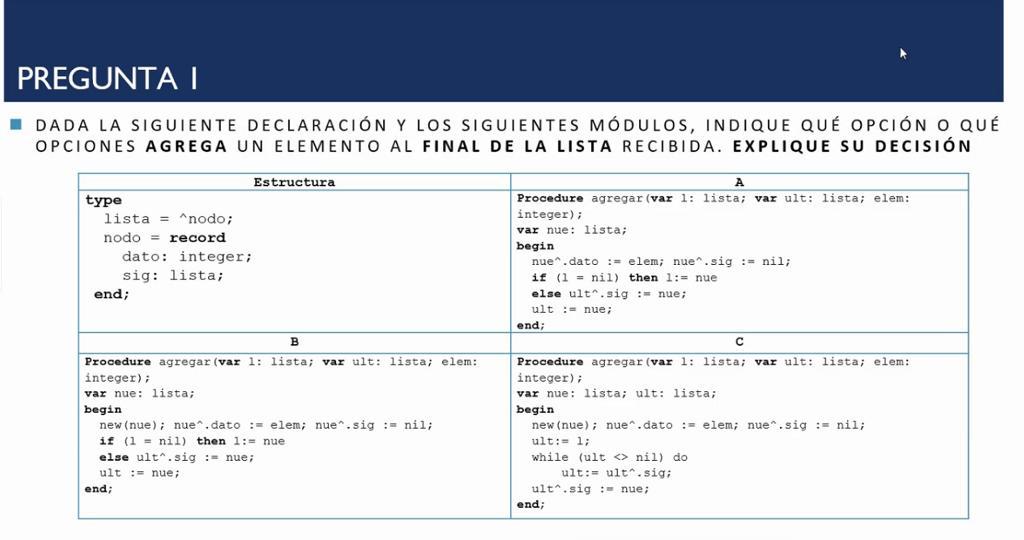 PREGUNTA 1
DADA LA SIGUIENTE DECLARACIÓN Y LOS SIGUIENTES MÓDULOS, INDIQUE QUÉ OPCIÓN O QUÉ
OPCIONES AGREGA UN ELEMENTO AL FINAL DE LA LISTA RECIBIDA. EXPLIQUE SU DECISIÓN
Estructura
type
lista = ^nodo;
nodo = record
dato: integer;
sig: lista;
end;
A
Procedure agregar(var l: lista; var ult: lista; elem:
integer);
var nue: lista;
begin
nue^.dato := elem; nue^.sig := nil;
if (l = nil) then l:= nue
else ult^.sig := nue;
ult := nue;
end;
B
Procedure agregar(var l: lista; var ult: lista; elem:
integer);
var nue: lista;
begin
new(nue); nue^.dato := elem; nue^.sig := nil;
if (l = nil) then l:= nue
else ult^.sig := nue;
ult := nue;
end;
C
Procedure agregar(var l: lista; var ult: lista; elem:
integer);
var nue: lista; ult: lista;
begin
new(nue); nue^.dato := elem; nue^.sig := nil;
ult:= l;
while (ult <> nil) do
ult:= ult^.sig;
ult^.sig := nue;
end;